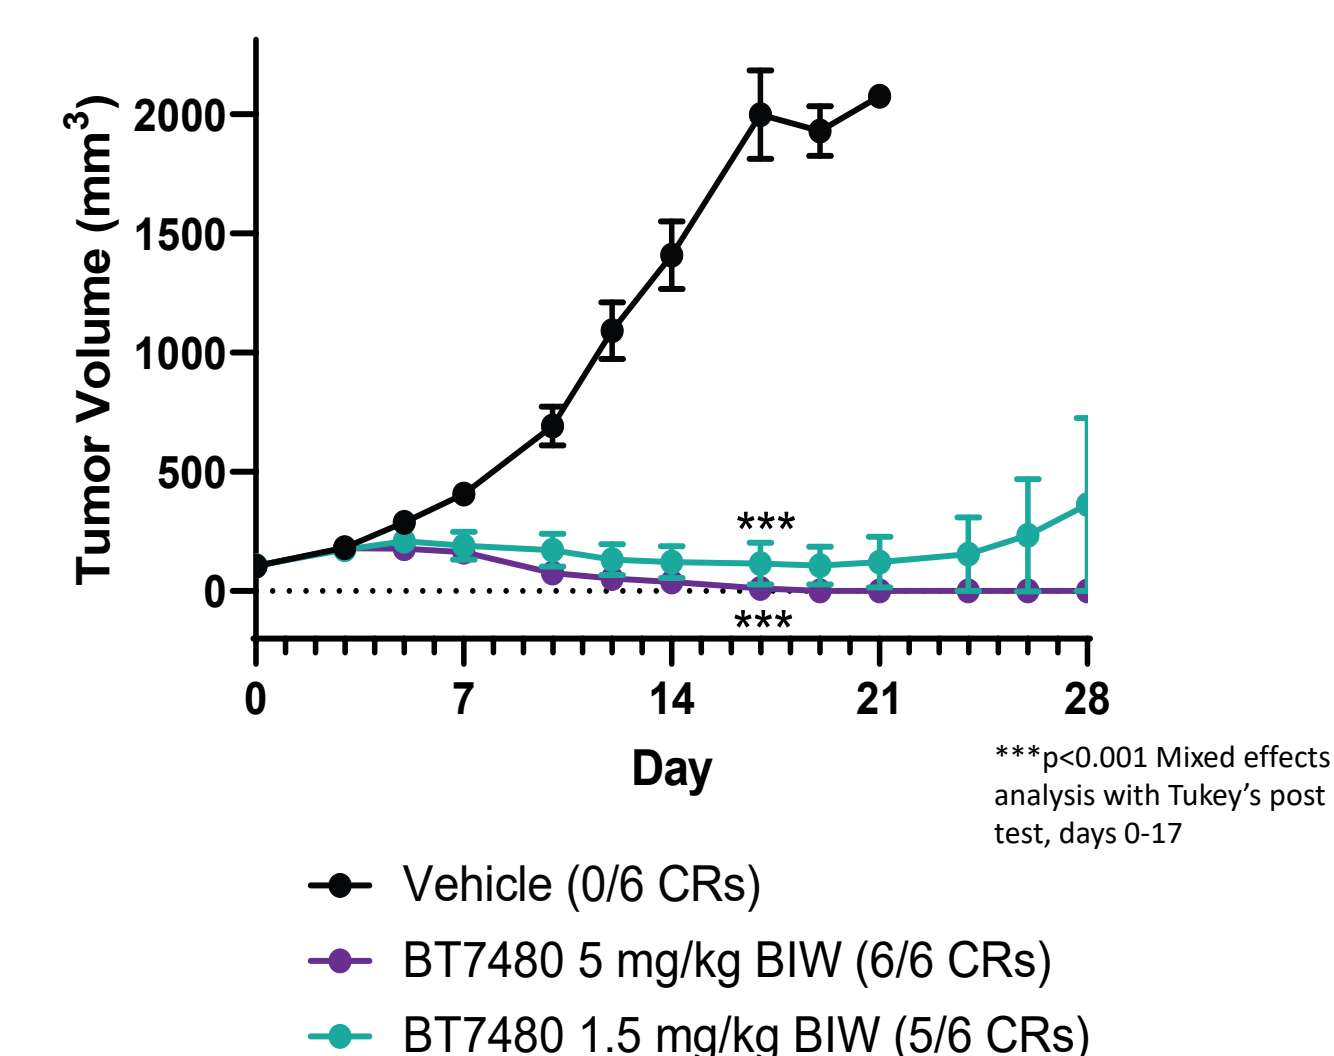 Tumor Volume (mm³)
2000
1500
1000
500
0
***
***
0 7 14 21 28
Day
***p<0.001 Mixed effects
analysis with Tukey’s post
test, days 0-17
Vehicle (0/6 CRs)
BT7480 5 mg/kg BIW (6/6 CRs)
BT7480 1.5 mg/kg BIW (5/6 CRs)